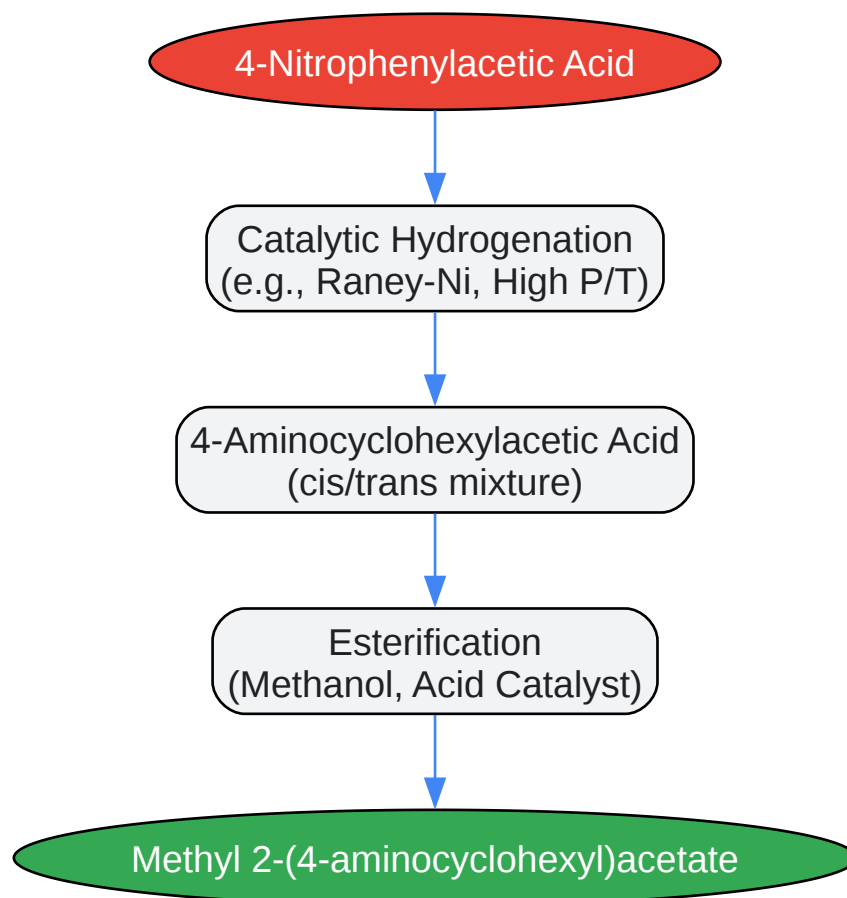 4-Nitrophenylacetic Acid
Catalytic Hydrogenation
(e.g., Raney-Ni, High P/T)
4-Aminocyclohexylacetic Acid
(cis/trans mixture)
Esterification
(Methanol, Acid Catalyst)
Methyl 2-(4-aminocyclohexyl)acetate